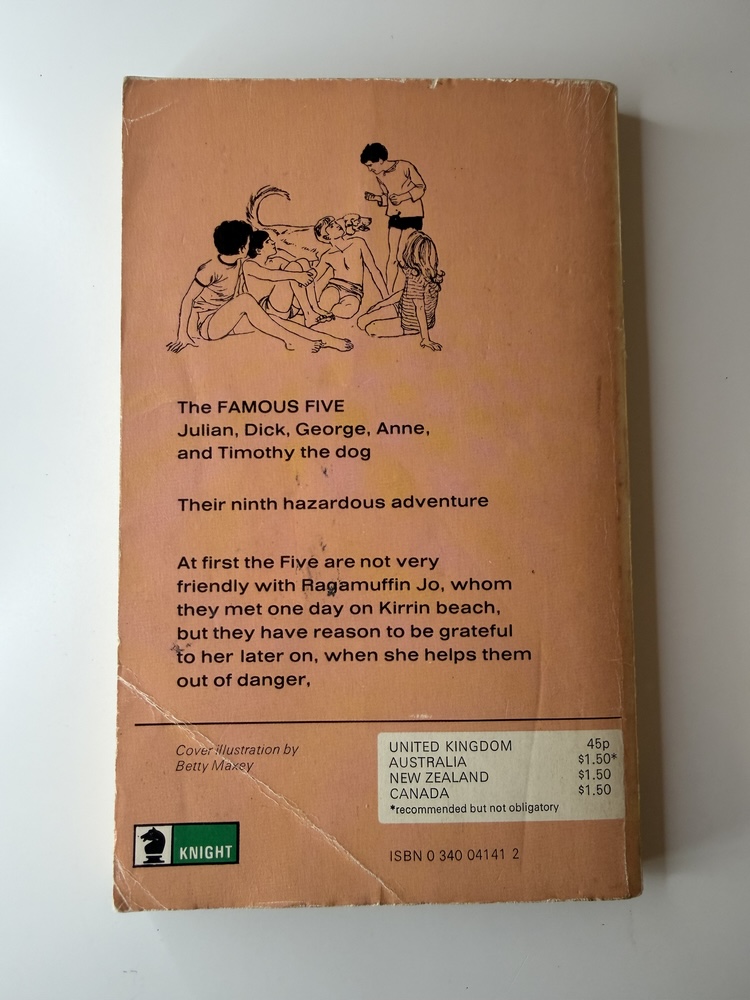 The FAMOUS FIVE
Julian, Dick, George, Anne,
and Timothy the dog
Their ninth hazardous adventure
At first the Five are not very
friendly with Ragamuffin Jo, whom
they met one day on Kirrin beach,
but they have reason to be grateful
to her later on, when she helps them
out of danger,
Cover illustration by
Betty Maxey
UNITED KINGDOM 45p
AUSTRALIA $1.50*
NEW ZEALAND $1.50
CANADA $1.50
*recommended but not obligatory
KNIGHT
ISBN 0 340 04141 2